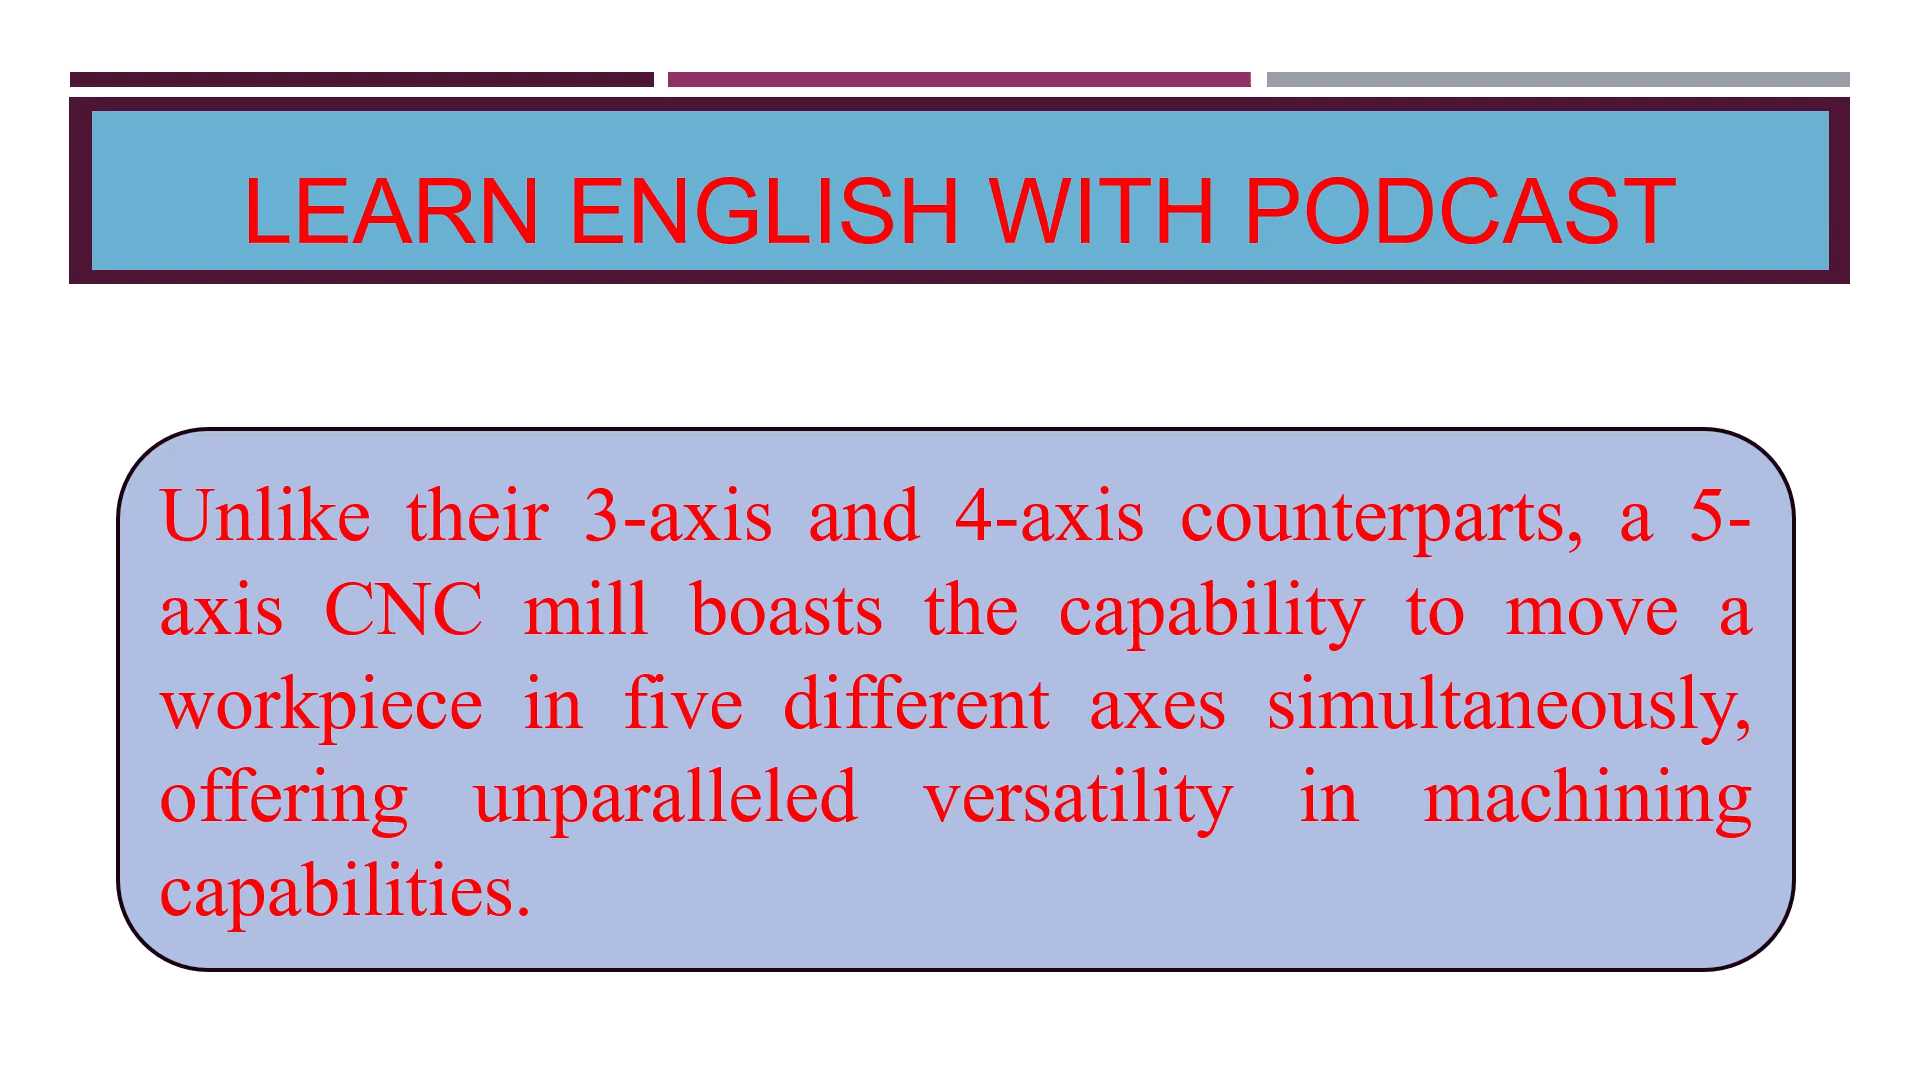 LEARN ENGLISH WITH PODCAST
Unlike their 3-axis and 4-axis counterparts, a 5-
axis CNC mill boasts the capability to move a
workpiece in five different axes simultaneously,
offering unparalleled versatility in machining
capabilities.